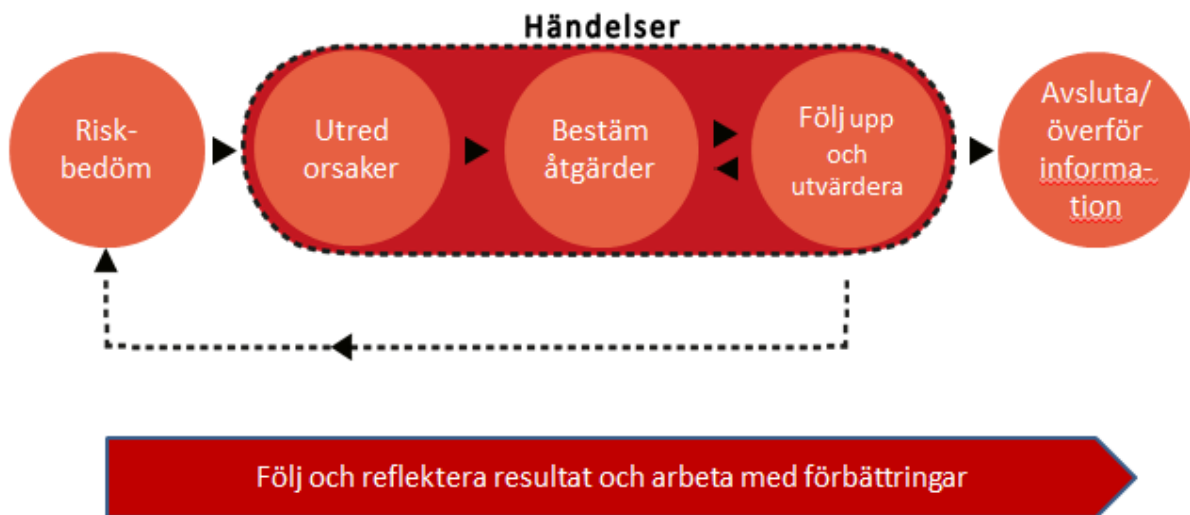 Händelser
Risk-
bedöm
Utred
orsaker
Bestäm
åtgärder
Följ upp
och
utvärdera
Avsluta/
överför
informa-
tion
Följ och reflektera resultat och arbeta med förbättringar